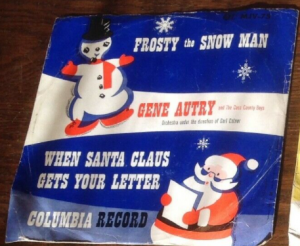 FROSTY the SNOW MAN
GENE AUTRY and the Cass County Boys
Orchestra under the direction of Carl Cotner
WHEN SANTA CLAUS
GETS YOUR LETTER
COLUMBIA RECORD